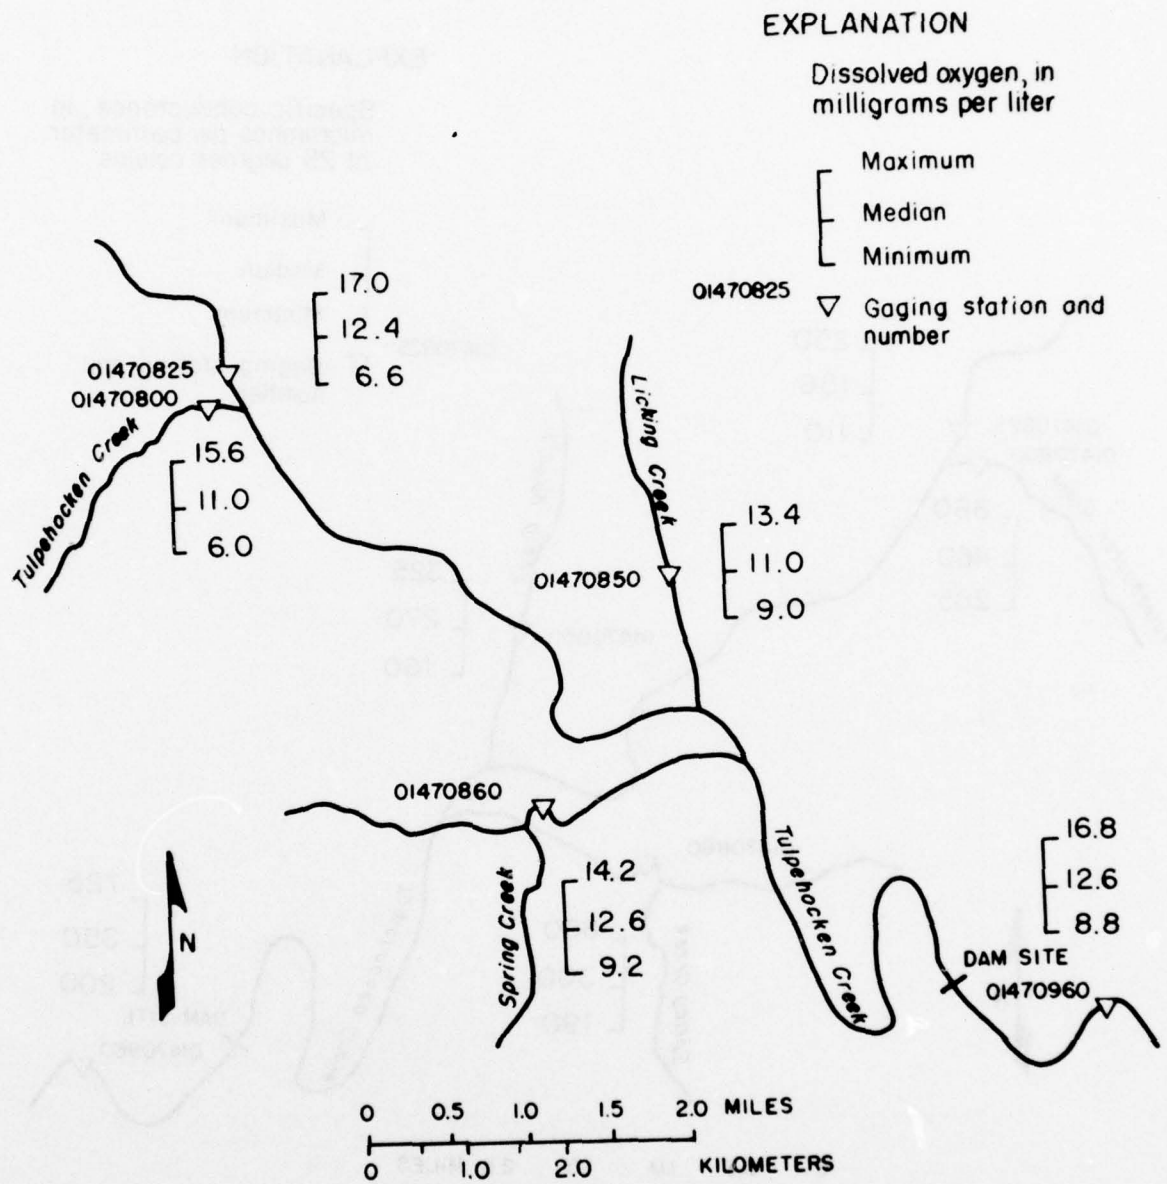 EXPLANATION
Dissolved oxygen, in
milligrams per liter
Maximum
Median
Minimum
01470825
Gaging station and
number
17.0
12.4
6.6
01470825
01470800
Tulpehocken Creek
15.6
11.0
6.0
Licking Creek
13.4
11.0
9.0
01470850
01470860
Spring Creek
14.2
12.6
9.2
Tulpehocken Creek
16.8
12.6
8.8
DAM SITE
01470960
N
0 0.5 1.0 1.5 2.0 MILES
0 1.0 2.0 KILOMETERS